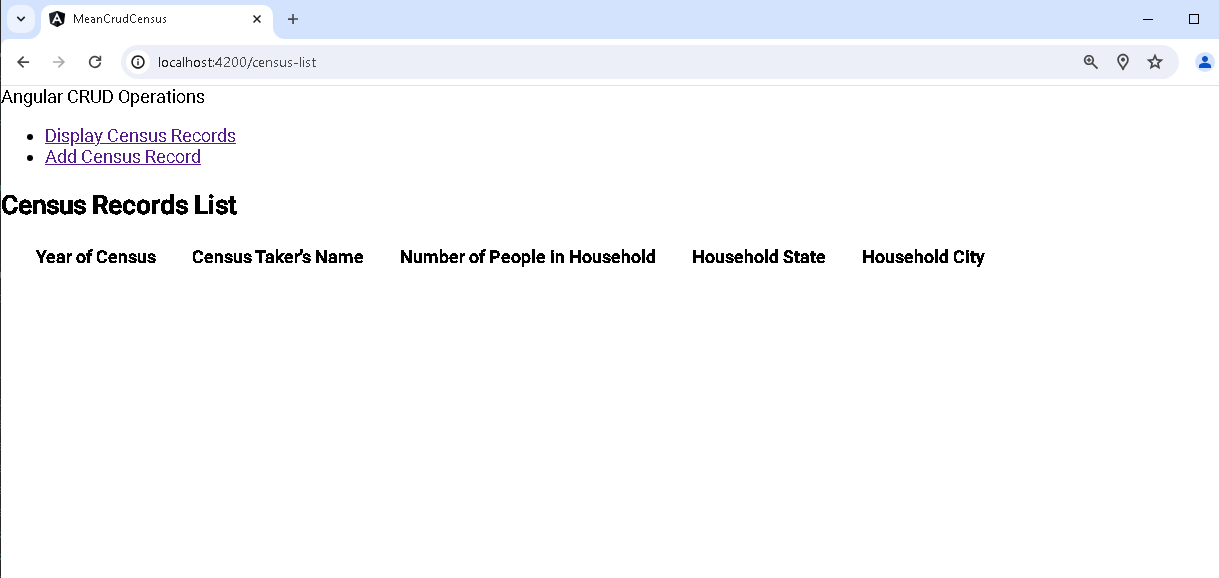 MeanCrudCensus
localhost:4200/census-list
Angular CRUD Operations
Display Census Records
Add Census Record
Census Records List
Year of Census Census Taker's Name Number of People in Household Household State Household City